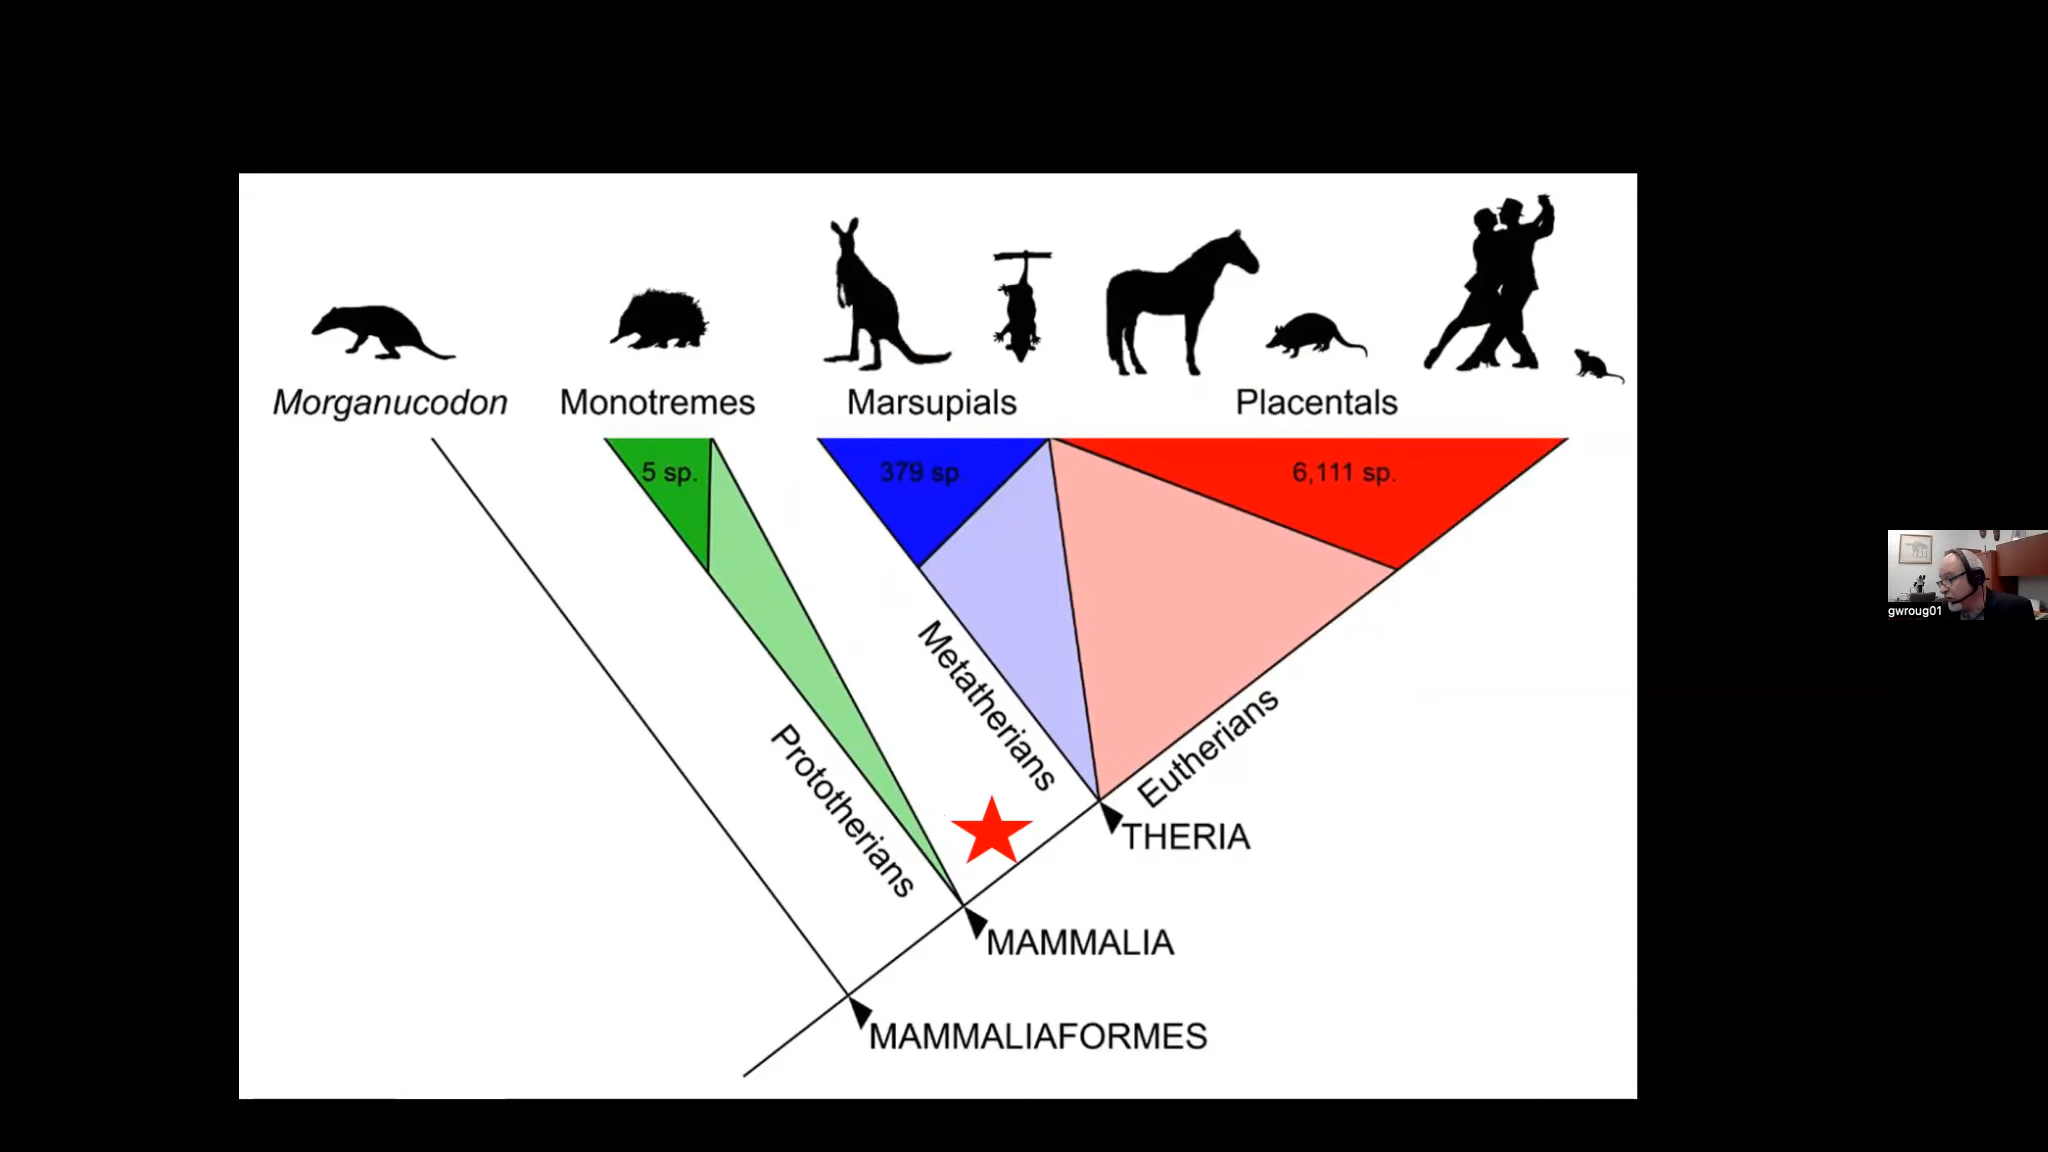 Morganucodon
Monotremes
Marsupials
Placentals
5 sp.
379 sp.
6,111 sp.
Metatherians
Prototherians
Eutherians
THERIA
MAMMALIA
MAMMALIAFORMES
gwroug01